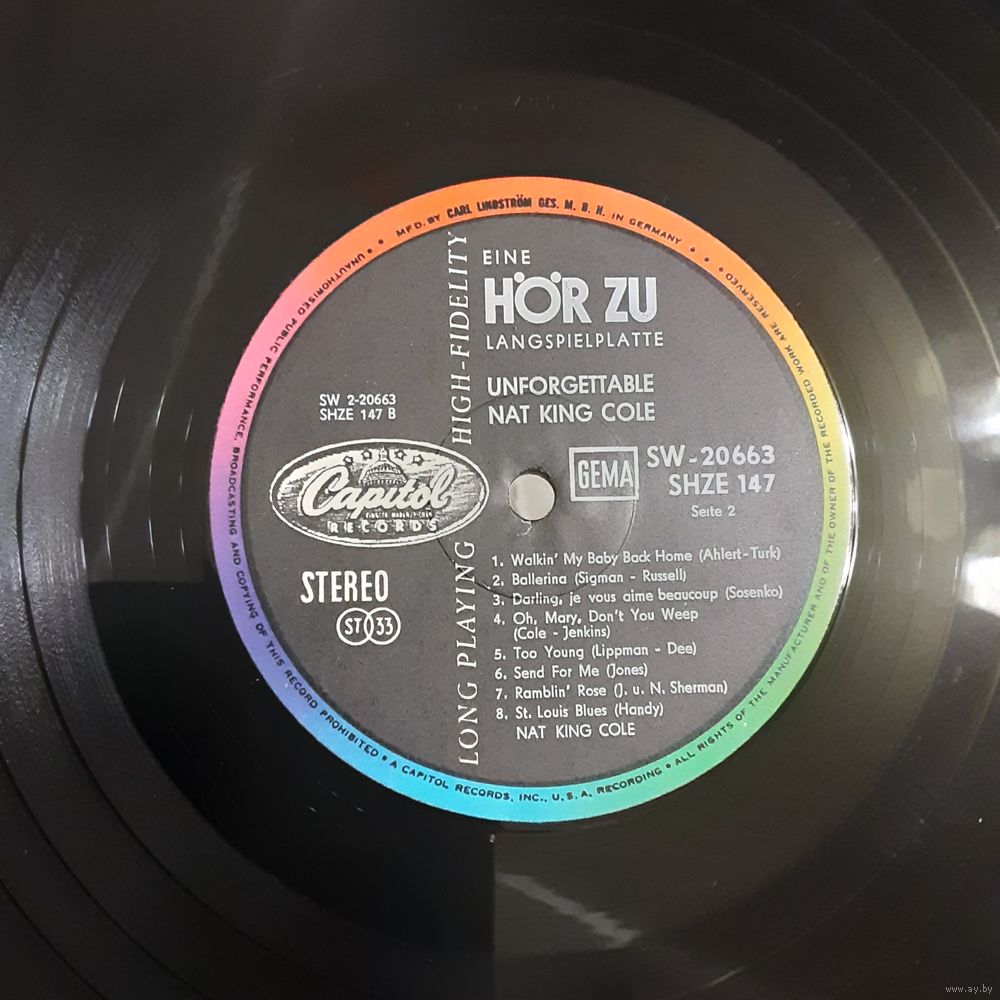 • MFD. BY CARL LINDSTRÖM GES. M. B. H. IN GERMANY •
• UNAUTHORISED PUBLIC PERFORMANCE, BROADCASTING AND COPYING OF THIS RECORD PROHIBITED • A CAPITOL RECORDS, INC., U.S.A. RECORDING • ALL RIGHTS OF THE MANUFACTURER AND OF THE OWNER OF THE RECORDED WORK ARE RESERVED •
EINE
HÖR ZU
LANGSPIELPLATTE
UNFORGETTABLE
NAT KING COLE
LONG PLAYING HIGH-FIDELITY
SW 2-20663
SHZE 147 B
Capitol
RECORDS
STEREO
ST 33
GEMA
SW-20663
SHZE 147
Seite 2
1. Walkin' My Baby Back Home (Ahlert-Turk)
2. Ballerina (Sigman - Russell)
3. Darling, je vous aime beaucoup (Sosenko)
4. Oh, Mary, Don't You Weep
(Cole - Jenkins)
5. Too Young (Lippman - Dee)
6. Send For Me (Jones)
7. Ramblin' Rose (J. u. N. Sherman)
8. St. Louis Blues (Handy)
NAT KING COLE
www.ay.by